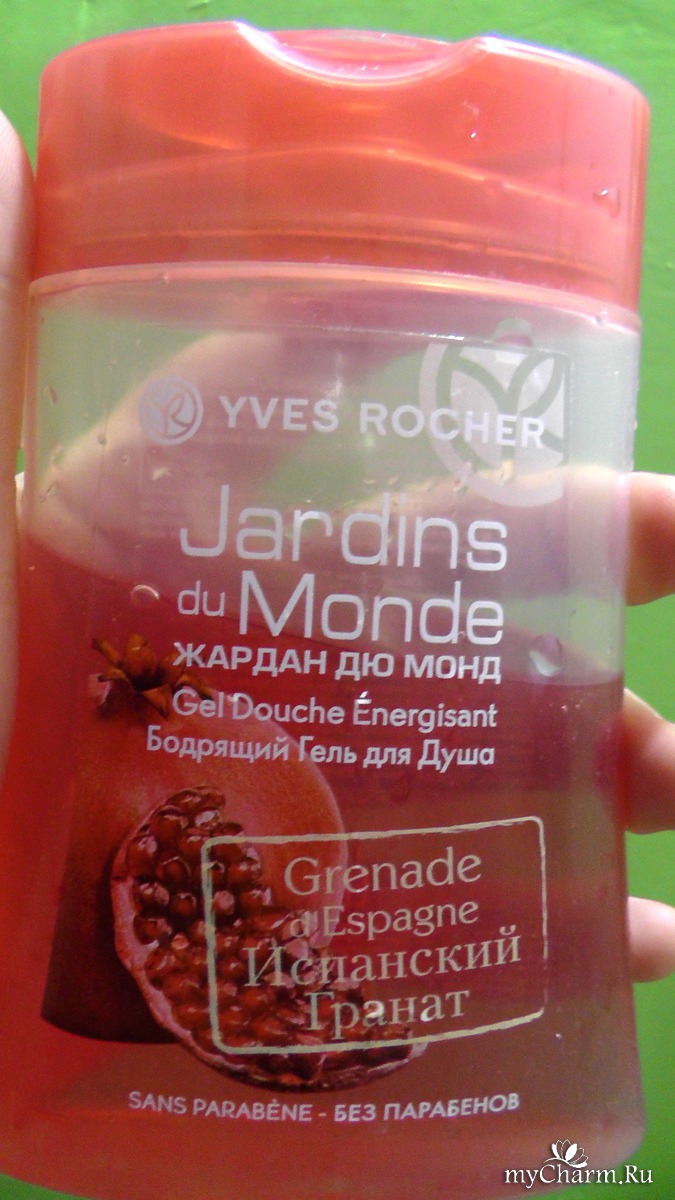 YVES ROCHER
Jardins
du Monde
ЖАРДАН ДЮ МОНД
Gel Douche Énergisant
Бодрящий Гель для Душа
Grenade
d'Espagne
Испанский
Гранат
SANS PARABÈNE - БЕЗ ПАРАБЕНОВ
myCharm.Ru